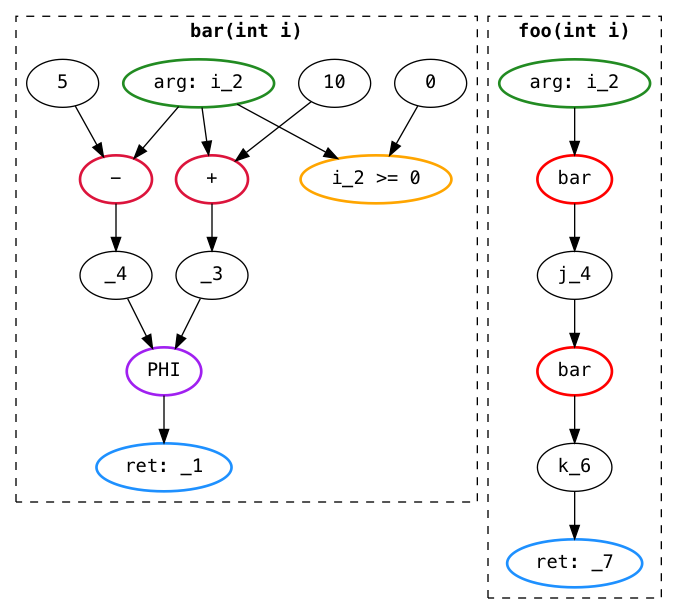 bar(int i)
5
arg: i_2
10
0
−
+
i_2 >= 0
_4
_3
PHI
ret: _1
foo(int i)
arg: i_2
bar
j_4
bar
k_6
ret: _7